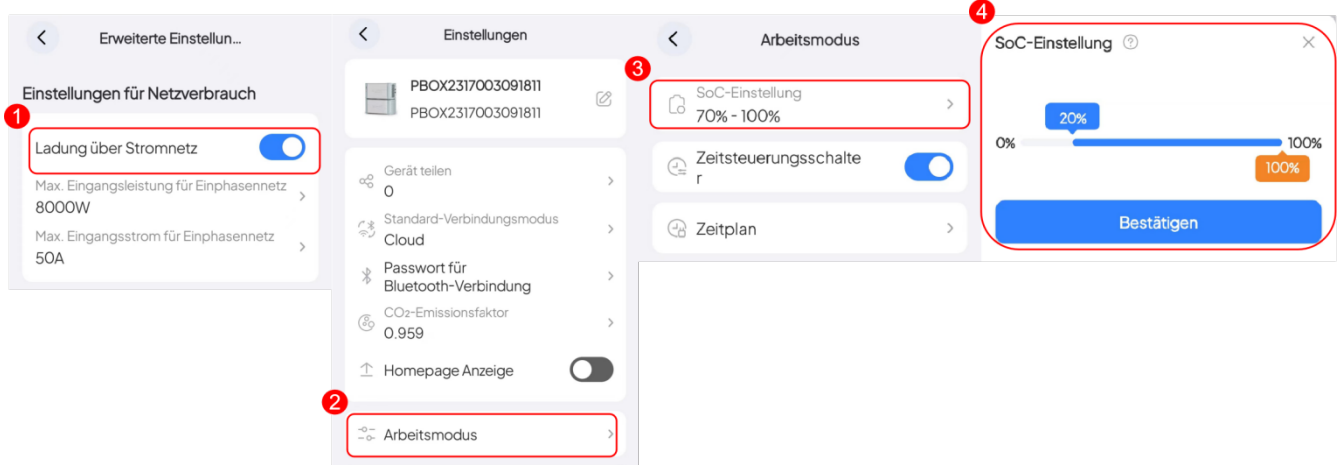 Erweiterte Einstellun...
Einstellungen für Netzverbrauch
1
Ladung über Stromnetz
Max. Eingangsleistung für Einphasennetz
8000W
Max. Eingangsstrom für Einphasennetz
50A
Einstellungen
PBOX2317003091811
PBOX2317003091811
Gerät teilen
0
Standard-Verbindungsmodus
Cloud
Passwort für
Bluetooth-Verbindung
CO₂-Emissionsfaktor
0.959
Homepage Anzeige
2
Arbeitsmodus
Arbeitsmodus
3
SoC-Einstellung
70% - 100%
Zeitsteuerungsschalte
r
Zeitplan
4
SoC-Einstellung ?
20%
0%
100%
100%
Bestätigen